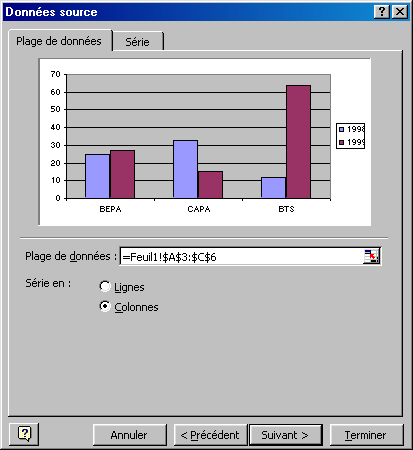 Données source
Plage de données
Série
70
60
50
40
30
20
10
0
BEPA
CAPA
BTS
1998
1999
Plage de données :
=Feuil1!$A$3:$C$6
Série en :
Lignes
Colonnes
Annuler
< Précédent
Suivant >
Terminer